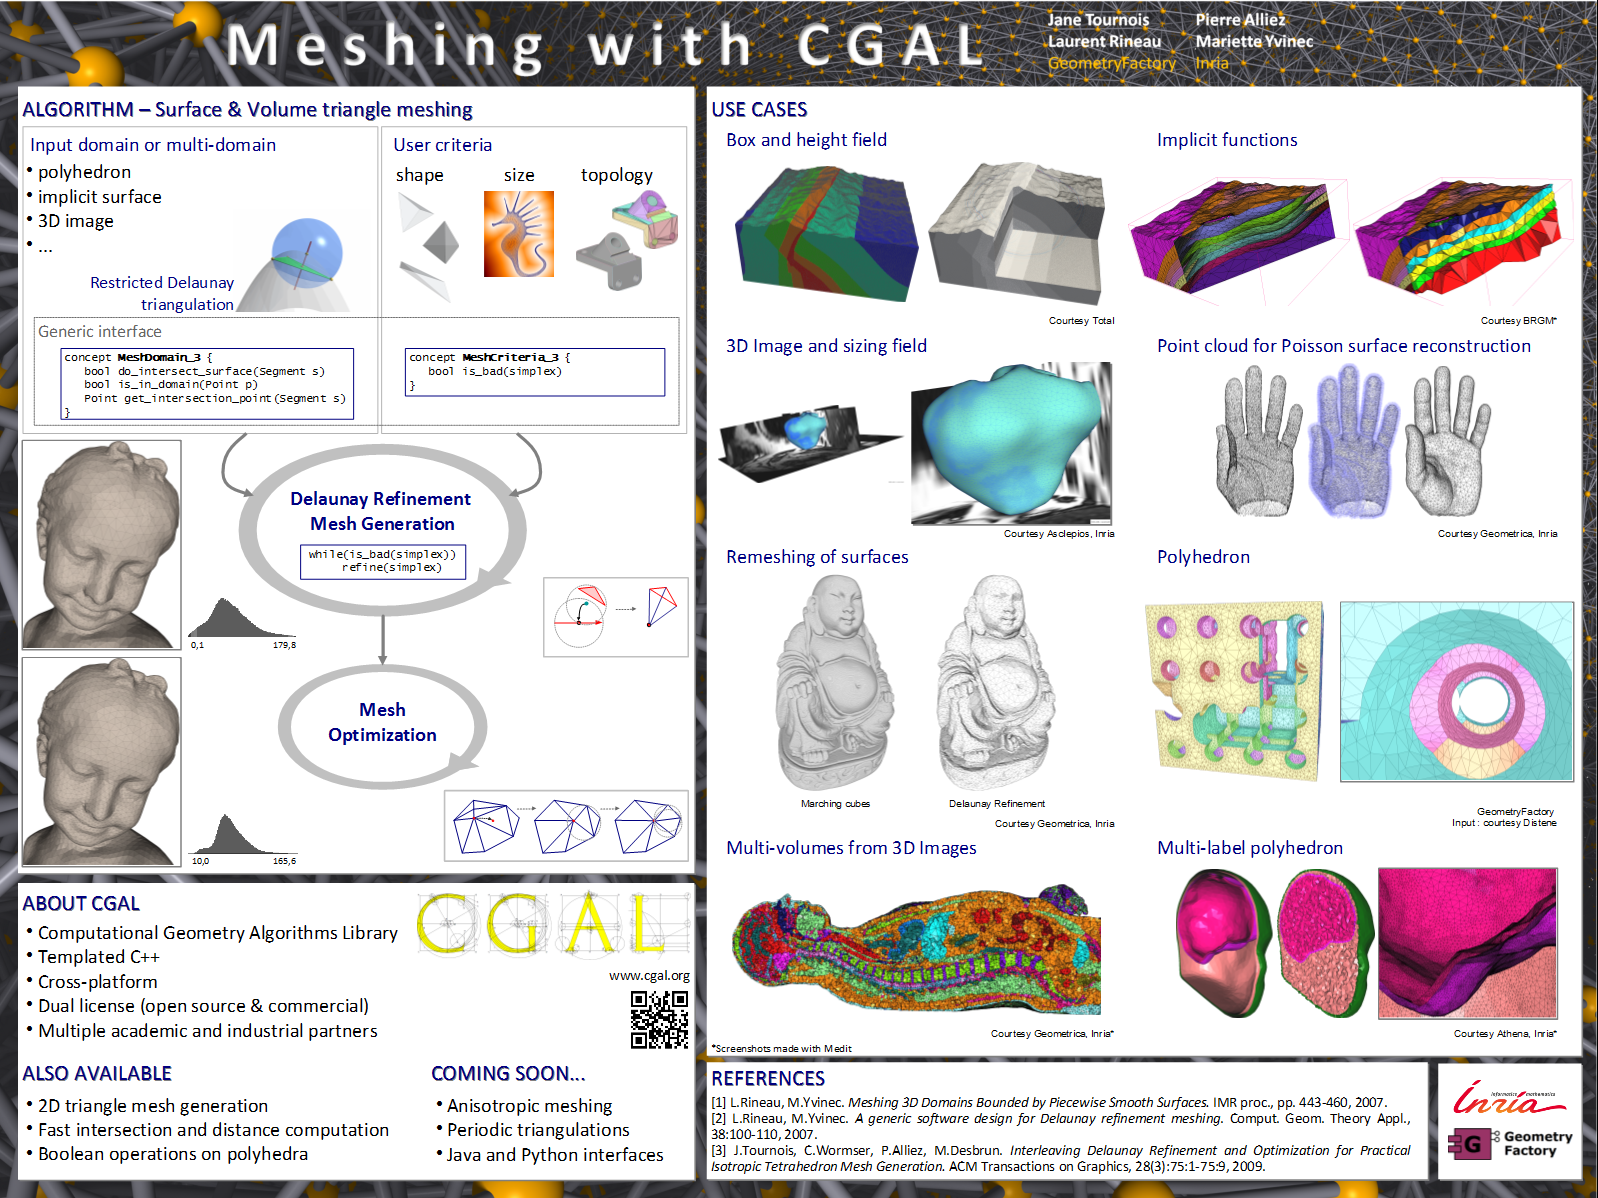 Meshing with CGAL
Jane Tournois Pierre Alliez
Laurent Rineau Mariette Yvinec
GeometryFactory Inria
ALGORITHM – Surface & Volume triangle meshing
Input domain or multi-domain
• polyhedron
• implicit surface
• 3D image
• ...
Restricted Delaunay
triangulation
User criteria
shape size topology
Generic interface
concept MeshDomain_3 {
bool do_intersect_surface(Segment s)
bool is_in_domain(Point p)
Point get_intersection_point(Segment s)
}
concept MeshCriteria_3 {
bool is_bad(simplex)
}
Delaunay Refinement
Mesh Generation
while(is_bad(simplex))
refine(simplex)
0,1 179,8
Mesh
Optimization
10,0 165,6
ABOUT CGAL
• Computational Geometry Algorithms Library
• Templated C++
• Cross-platform
• Dual license (open source & commercial)
• Multiple academic and industrial partners
CGAL
www.cgal.org
ALSO AVAILABLE
• 2D triangle mesh generation
• Fast intersection and distance computation
• Boolean operations on polyhedra
COMING SOON...
• Anisotropic meshing
• Periodic triangulations
• Java and Python interfaces
USE CASES
Box and height field
Courtesy Total
Implicit functions
Courtesy BRGM*
3D Image and sizing field
Courtesy Asclepios, Inria
Point cloud for Poisson surface reconstruction
Courtesy Geometrica, Inria
Remeshing of surfaces
Marching cubes Delaunay Refinement
Courtesy Geometrica, Inria
Polyhedron
GeometryFactory
Input : courtesy Distene
Multi-volumes from 3D Images
Courtesy Geometrica, Inria*
Multi-label polyhedron
Courtesy Athena, Inria*
*Screenshots made with Medit
REFERENCES
[1] L.Rineau, M.Yvinec. Meshing 3D Domains Bounded by Piecewise Smooth Surfaces. IMR proc., pp. 443-460, 2007.
[2] L.Rineau, M.Yvinec. A generic software design for Delaunay refinement meshing. Comput. Geom. Theory Appl.,
38:100-110, 2007.
[3] J.Tournois, C.Wormser, P.Alliez, M.Desbrun. Interleaving Delaunay Refinement and Optimization for Practical
Isotropic Tetrahedron Mesh Generation. ACM Transactions on Graphics, 28(3):75:1-75:9, 2009.
informatics mathematics
Inria
G
Geometry
Factory